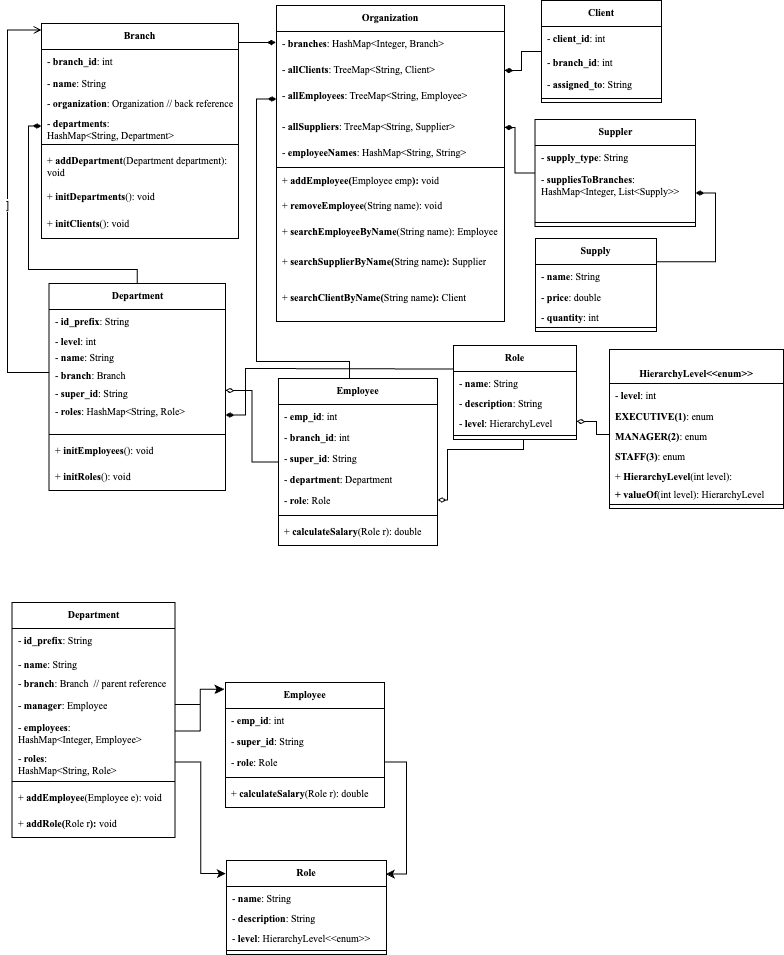 Branch
- branch_id: int
- name: String
- organization: Organization // back reference
- departments:
HashMap<String, Department>
+ addDepartment(Department department):
void
+ initDepartments(): void
+ initClients(): void
Organization
- branches: HashMap<Integer, Branch>
- allClients: TreeMap<String, Client>
- allEmployees: TreeMap<String, Employee>
- allSuppliers: TreeMap<String, Supplier>
- employeeNames: HashMap<String, String>
+ addEmployee(Employee emp): void
+ removeEmployee(String name): void
+ searchEmployeeByName(String name): Employee
+ searchSupplierByName(String name): Supplier
+ searchClientByName(String name): Client
Client
- client_id: int
- branch_id: int
- assigned_to: String
Suppler
- supply_type: String
- suppliesToBranches:
HashMap<Integer, List<Supply>>
Supply
- name: String
- price: double
- quantity: int
Department
- id_prefix: String
- level: int
- name: String
- branch: Branch
- super_id: String
- roles: HashMap<String, Role>
+ initEmployees(): void
+ initRoles(): void
Employee
- emp_id: int
- branch_id: int
- super_id: String
- department: Department
- role: Role
+ calculateSalary(Role r): double
Role
- name: String
- description: String
- level: HierarchyLevel
HierarchyLevel<<enum>>
- level: int
EXECUTIVE(1): enum
MANAGER(2): enum
STAFF(3): enum
+ HierarchyLevel(int level):
+ valueOf(int level): HierarchyLevel
Department
- id_prefix: String
- name: String
- branch: Branch // parent reference
- manager: Employee
- employees:
HashMap<Integer, Employee>
- roles:
HashMap<String, Role>
+ addEmployee(Employee e): void
+ addRole(Role r): void
Employee
- emp_id: int
- super_id: String
- role: Role
+ calculateSalary(Role r): double
Role
- name: String
- description: String
- level: HierarchyLevel<<enum>>